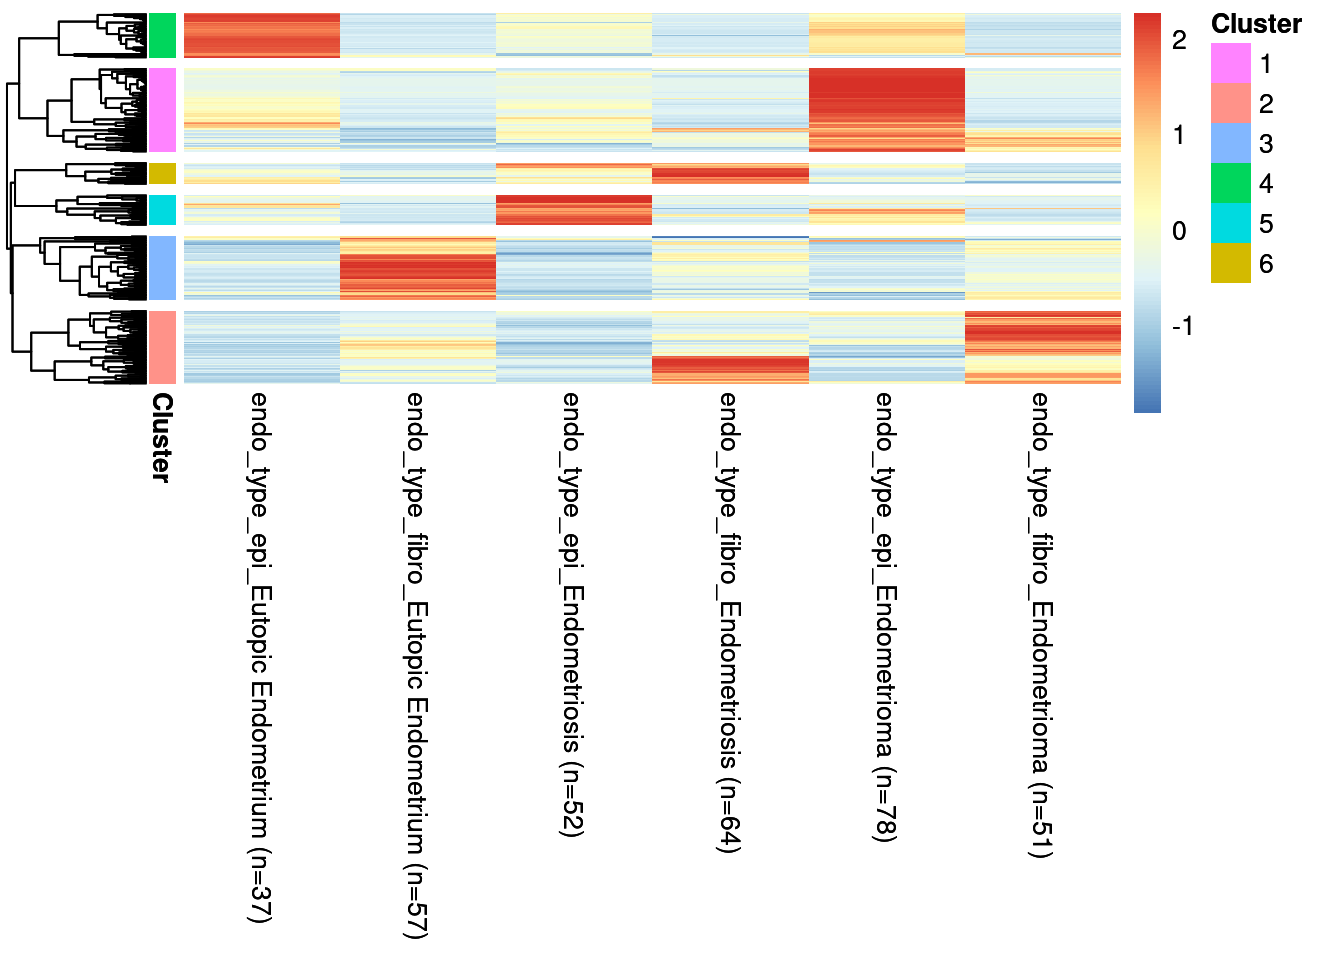 2
1
0
-1
Cluster
1
2
3
4
5
6
Cluster
endo_type_epi_Eutopic Endometrium (n=37)
endo_type_fibro_Eutopic Endometrium (n=57)
endo_type_epi_Endometriosis (n=52)
endo_type_fibro_Endometriosis (n=64)
endo_type_epi_Endometrioma (n=78)
endo_type_fibro_Endometrioma (n=51)